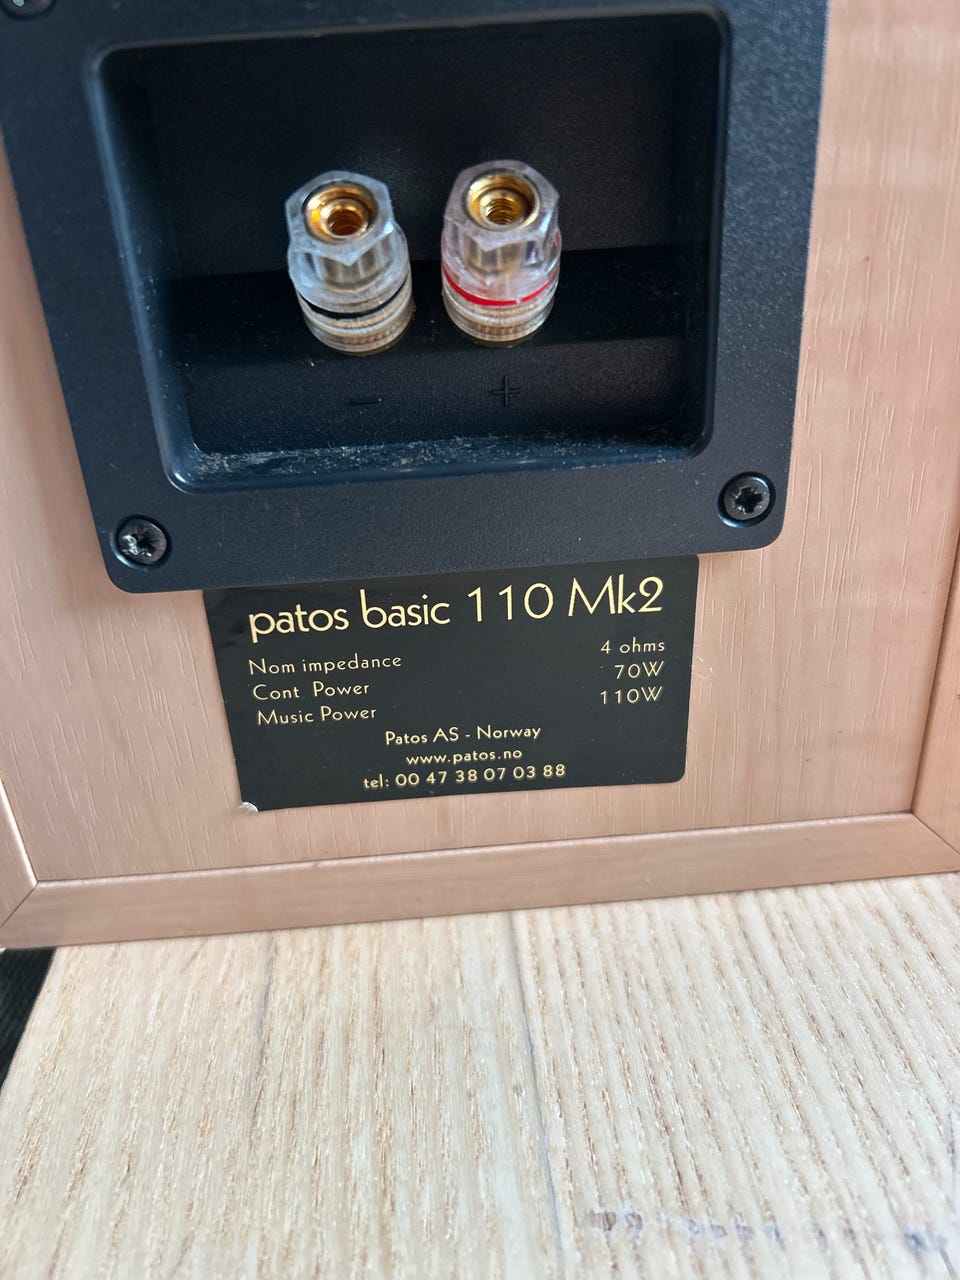 - +
patos basic 110 Mk2
Nom impedance 4 ohms
Cont. Power 70W
Music Power 110W
Patos AS - Norway
www.patos.no
tel: 00 47 38 07 03 88